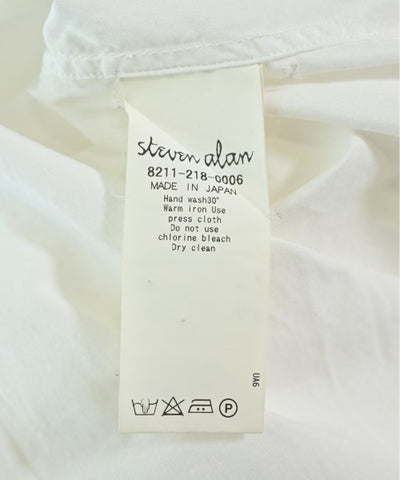 steven alan
8211-218-0006
MADE IN JAPAN
Hand wash30°
Warm iron Use
press cloth
Do not use
chlorine bleach
Dry clean
UA6
P